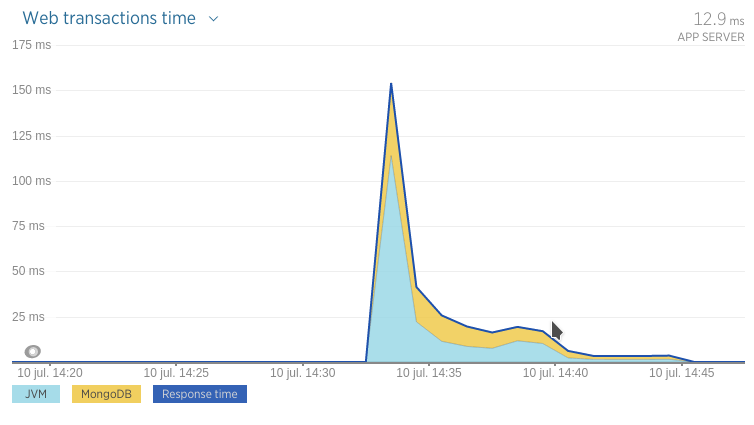 Web transactions time
12.9 ms
APP SERVER
175 ms
150 ms
125 ms
100 ms
75 ms
50 ms
25 ms
10 jul. 14:20 10 jul. 14:25 10 jul. 14:30 10 jul. 14:35 10 jul. 14:40 10 jul. 14:45
JVM MongoDB Response time